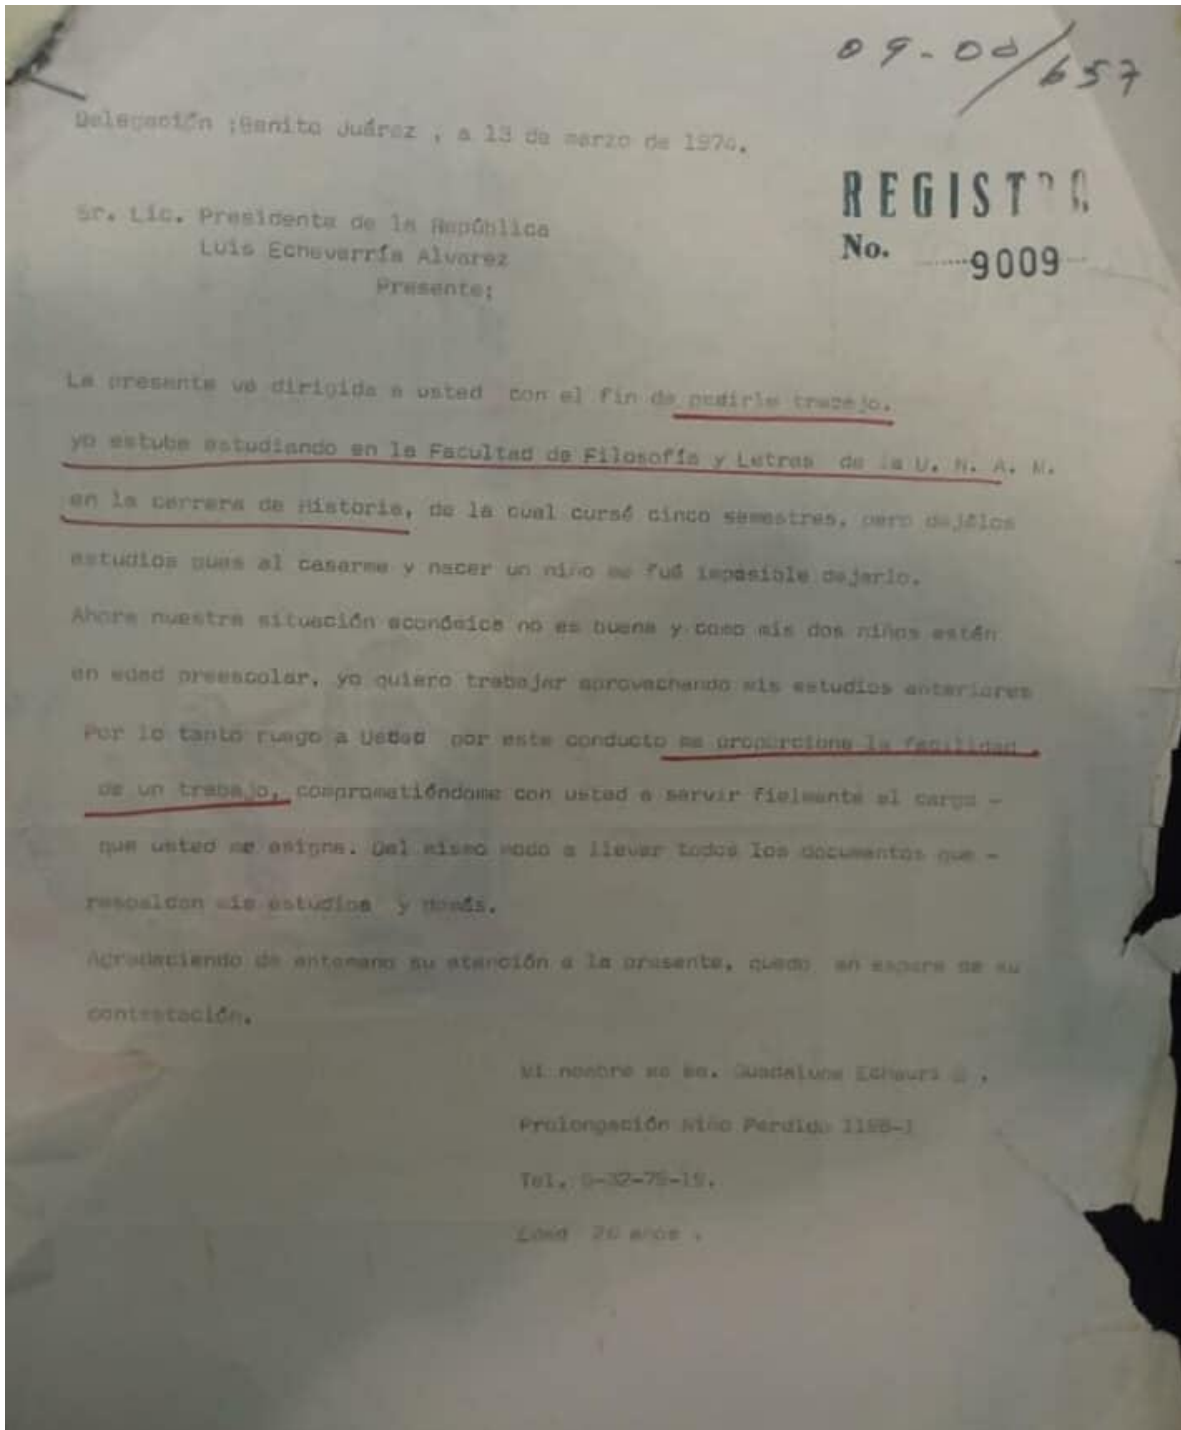 09-00/657
Delegación ;Benito Juárez , a 13 de marzo de 1974.
REGISTRO
No. 9009
Sr. Lic. Presidente de la República
Luis Echeverría Alvarez
Presente;
La presente va dirigida a usted con el fin de pedirle trabajo.
yo estube estudiando en la Facultad de Filosofía y Letras de la U. N. A. M.
en la carrera de Historia, de la cual cursé cinco semestres, pero dejélos
estudios pues al casarme y nacer un niño me fué imposible dejarlo.
Ahora nuestra situación económica no es buena y como mis dos niños están
en edad preescolar, yo quiero trabajar aprovechando mis estudios anteriores
Por lo tanto ruego a Usted por este conducto me proporcione la facilidad
de un trabajo, comprometiéndome con usted a servir fielmente el cargo -
que usted me asigne. Del mismo modo a llevar todos los documentos que -
respalden mis estudios y demás.
Agradeciendo de antemano su atención a la presente, quedo en espera de su
contestación.
Mi nombre es Ma. Guadalupe Echauri
Prolongación Niño Perdido
Tel.
Edad 26 años .